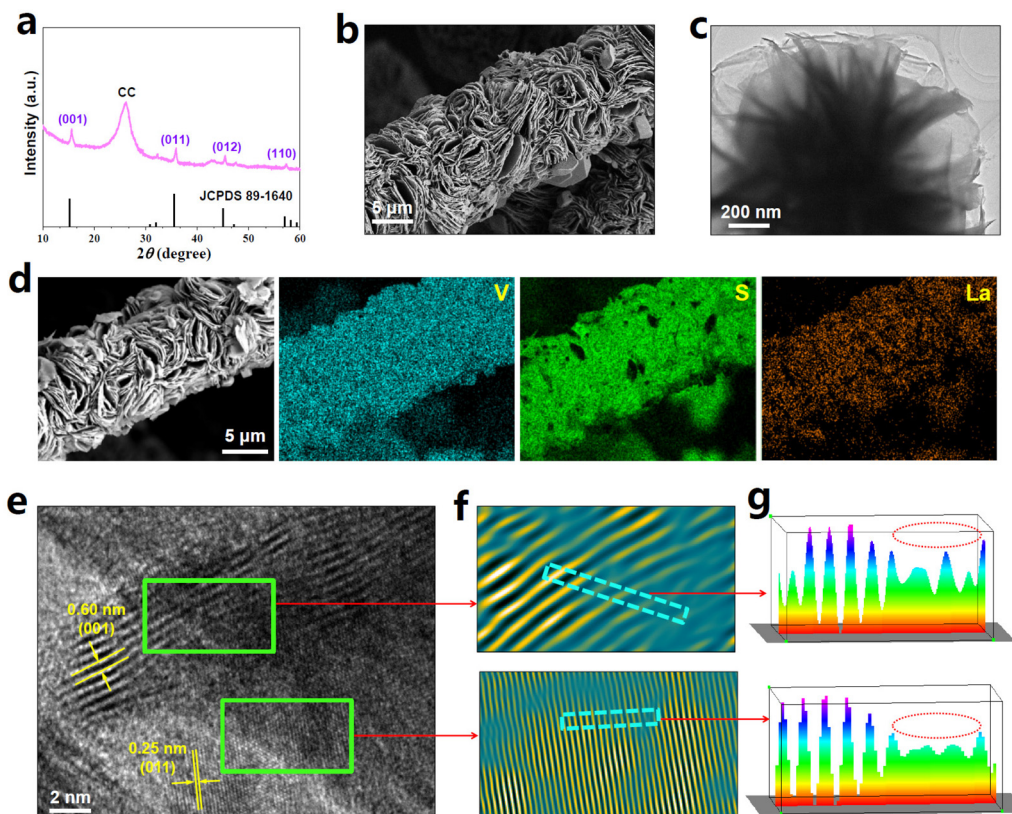 a
Intensity (a.u.)
CC
(001)
(011)
(012)
(110)
JCPDS 89-1640
10 20 30 40 50 60
2θ (degree)
b
5 μm
c
200 nm
d
5 μm
V
S
La
e
0.60 nm
(001)
0.25 nm
(011)
2 nm
f
g